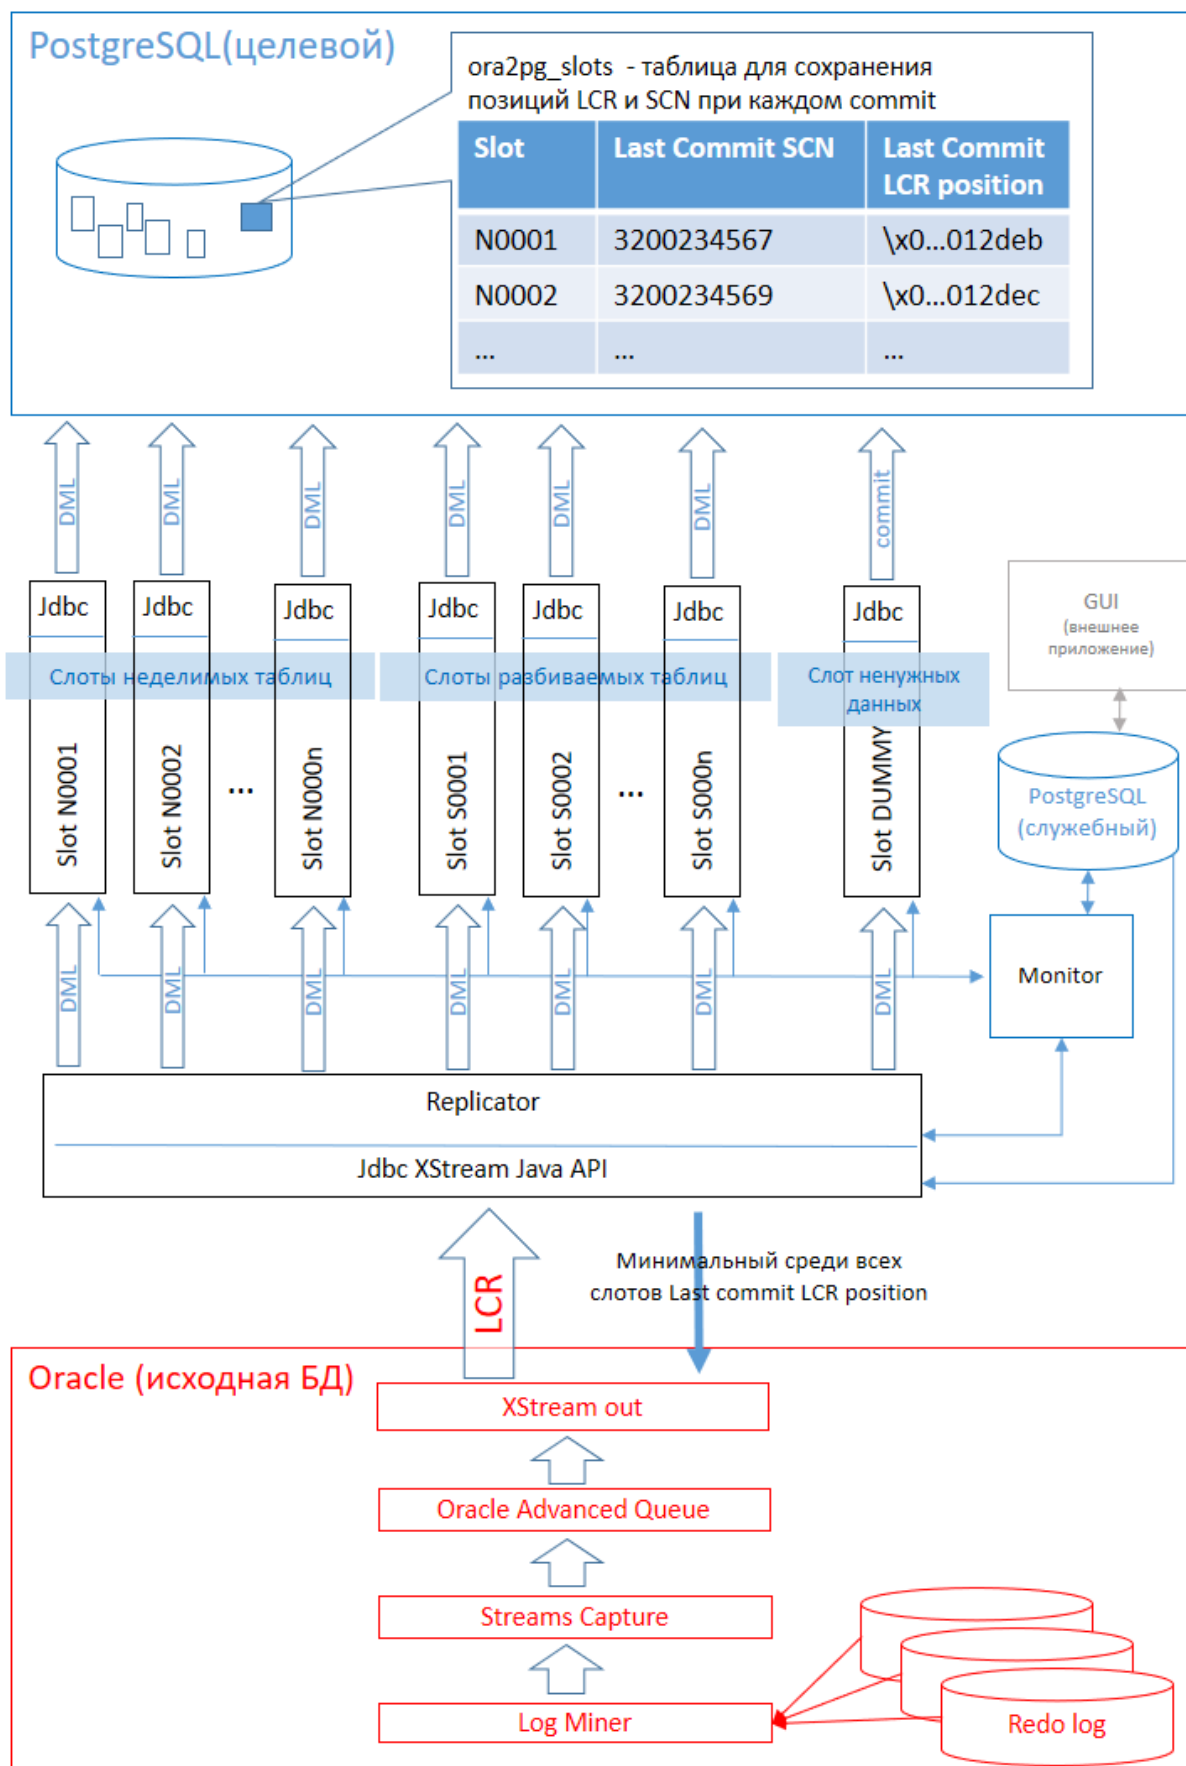 PostgreSQL(целевой)
ora2pg_slots - таблица для сохранения
позиций LCR и SCN при каждом commit
Slot
Last Commit SCN
Last Commit
LCR position
N0001
3200234567
\x0...012deb
N0002
3200234569
\x0...012dec
...
...
...
DML
DML
DML
DML
DML
DML
commit
Jdbc
Jdbc
Jdbc
Jdbc
Jdbc
Jdbc
Jdbc
GUI
(внешнее
приложение)
Слоты неделимых таблиц
Слоты разбиваемых таблиц
Слот ненужных
данных
Slot N0001
Slot N0002
...
Slot N000n
Slot S0001
Slot S0002
...
Slot S000n
Slot DUMMY
PostgreSQL
(служебный)
DML
DML
DML
DML
DML
DML
DML
Monitor
Replicator
Jdbc XStream Java API
LCR
Минимальный среди всех
слотов Last commit LCR position
Oracle (исходная БД)
XStream out
Oracle Advanced Queue
Streams Capture
Log Miner
Redo log